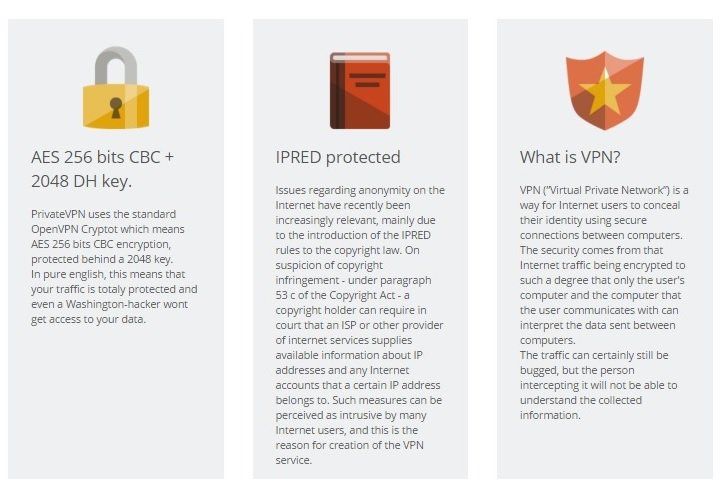 AES 256 bits CBC +
2048 DH key.
PrivateVPN uses the standard
OpenVPN Cryptot which means
AES 256 bits CBC encryption,
protected behind a 2048 key.
In pure english, this means that
your traffic is totaly protected and
even a Washington-hacker wont
get access to your data.
IPRED protected
Issues regarding anonymity on the
Internet have recently been
increasingly relevant, mainly due
to the introduction of the IPRED
rules to the copyright law. On
suspicion of copyright
infringement - under paragraph
53 c of the Copyright Act - a
copyright holder can require in
court that an ISP or other provider
of internet services supplies
available information about IP
addresses and any Internet
accounts that a certain IP address
belongs to. Such measures can be
perceived as intrusive by many
Internet users, and this is the
reason for creation of the VPN
service.
What is VPN?
VPN ("Virtual Private Network") is a
way for Internet users to conceal
their identity using secure
connections between computers.
The security comes from that
Internet traffic being encrypted to
such a degree that only the user's
computer and the computer that
the user communicates with can
interpret the data sent between
computers.
The traffic can certainly still be
bugged, but the person
intercepting it will not be able to
understand the collected
information.